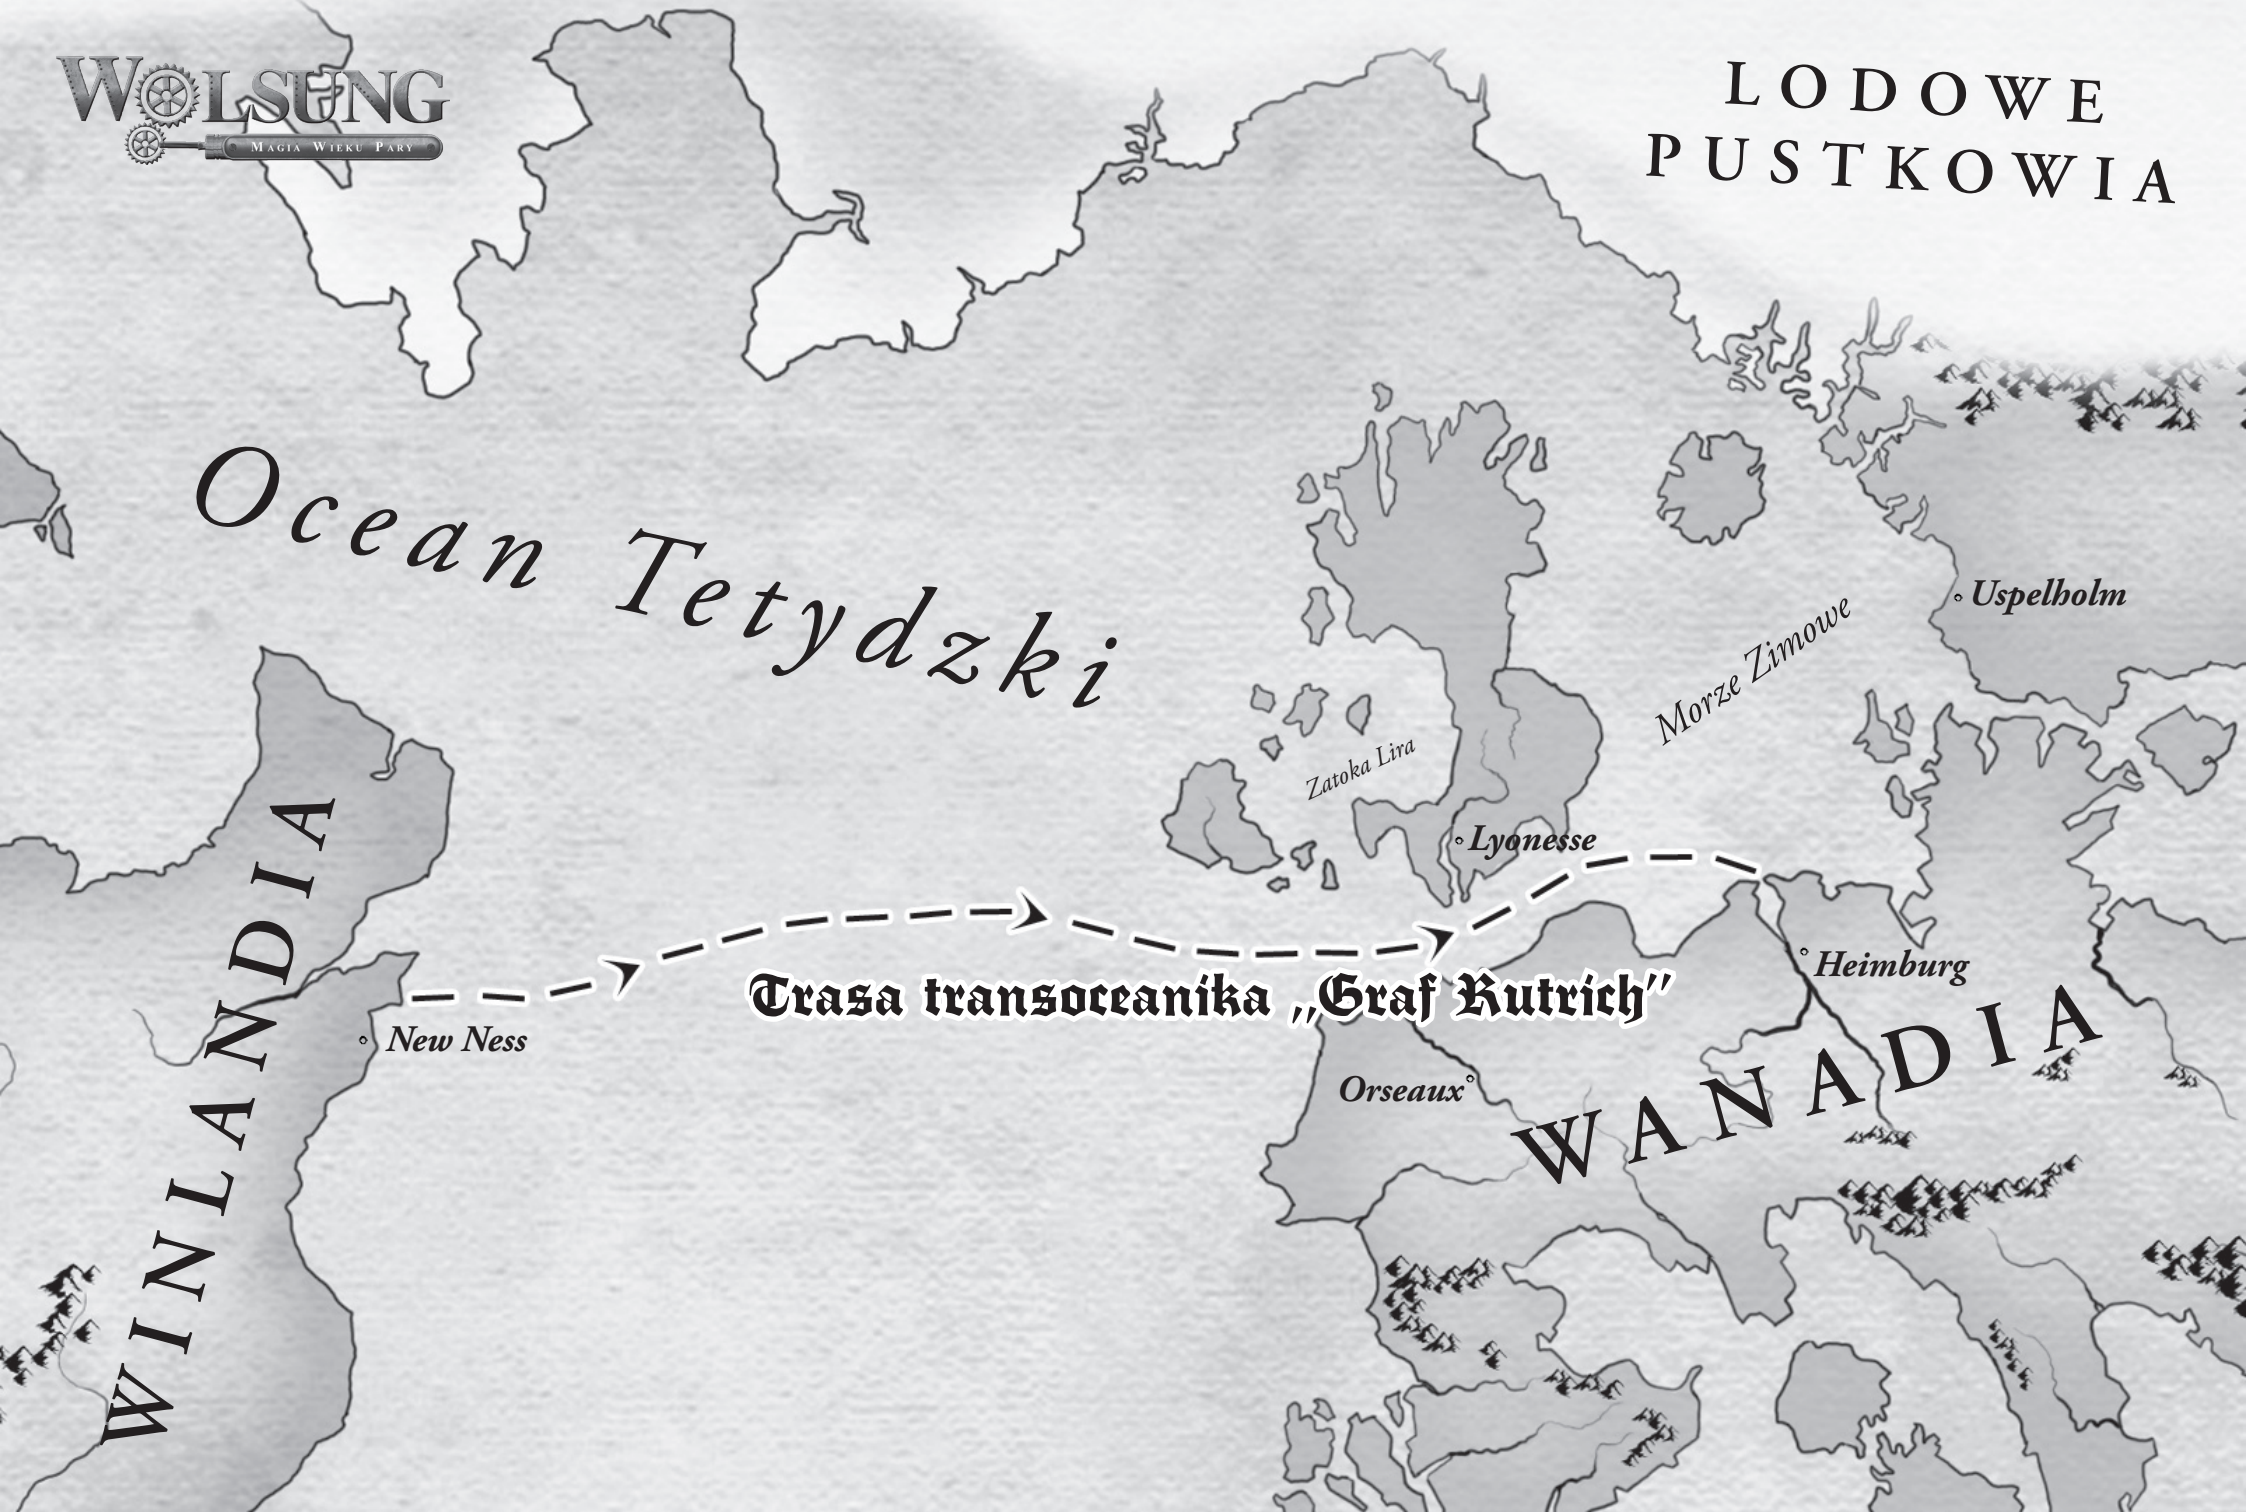 WOLSUNG
MAGIA WIEKU PARY
LODOWE
PUSTKOWIA
Ocean Tetydzki
Uspelholm
Morze Zimowe
Zatoka Lira
Lyonesse
WINLANDIA
Heimburg
Trasa transoceanika „Graf Rutrich”
New Ness
Orseaux
WANADIA